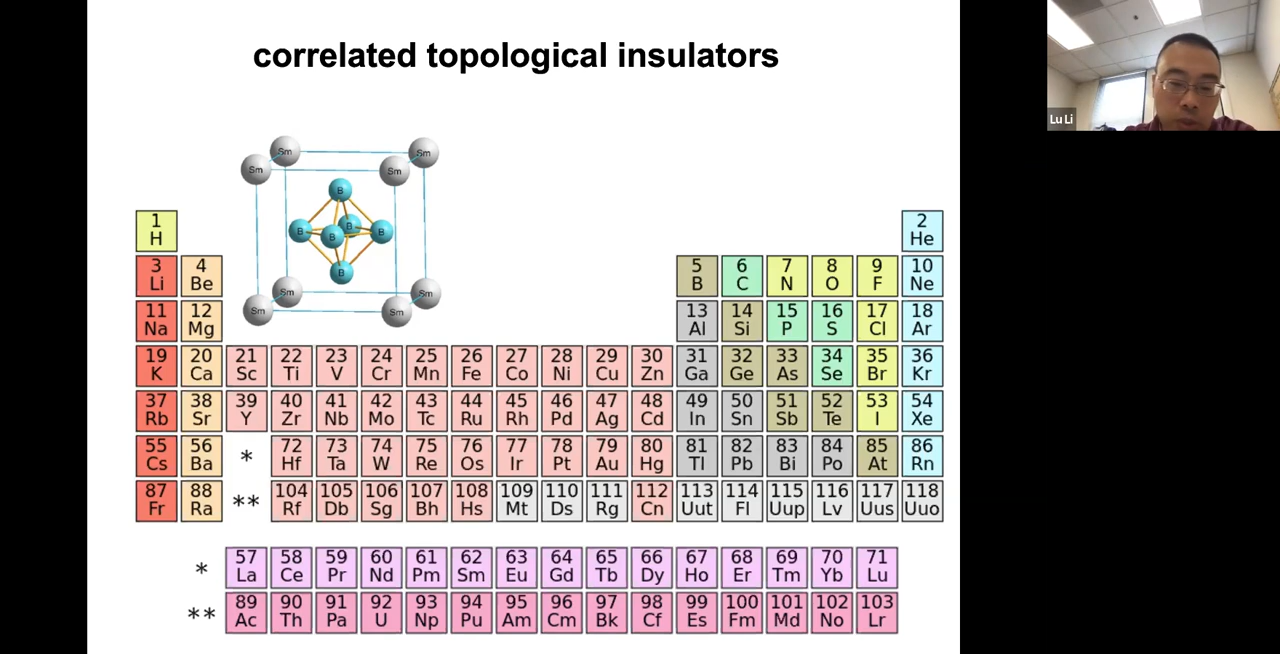 correlated topological insulators
Lu Li
Sm Sm
Sm Sm
B
B B B B
B
Sm Sm
Sm Sm
1 2
H He
3 4 5 6 7 8 9 10
Li Be B C N O F Ne
11 12 13 14 15 16 17 18
Na Mg Al Si P S Cl Ar
19 20 21 22 23 24 25 26 27 28 29 30 31 32 33 34 35 36
K Ca Sc Ti V Cr Mn Fe Co Ni Cu Zn Ga Ge As Se Br Kr
37 38 39 40 41 42 43 44 45 46 47 48 49 50 51 52 53 54
Rb Sr Y Zr Nb Mo Tc Ru Rh Pd Ag Cd In Sn Sb Te I Xe
55 56 * 72 73 74 75 76 77 78 79 80 81 82 83 84 85 86
Cs Ba Hf Ta W Re Os Ir Pt Au Hg Tl Pb Bi Po At Rn
87 88 ** 104 105 106 107 108 109 110 111 112 113 114 115 116 117 118
Fr Ra Rf Db Sg Bh Hs Mt Ds Rg Cn Uut Fl Uup Lv Uus Uuo
* 57 58 59 60 61 62 63 64 65 66 67 68 69 70 71
La Ce Pr Nd Pm Sm Eu Gd Tb Dy Ho Er Tm Yb Lu
** 89 90 91 92 93 94 95 96 97 98 99 100 101 102 103
Ac Th Pa U Np Pu Am Cm Bk Cf Es Fm Md No Lr